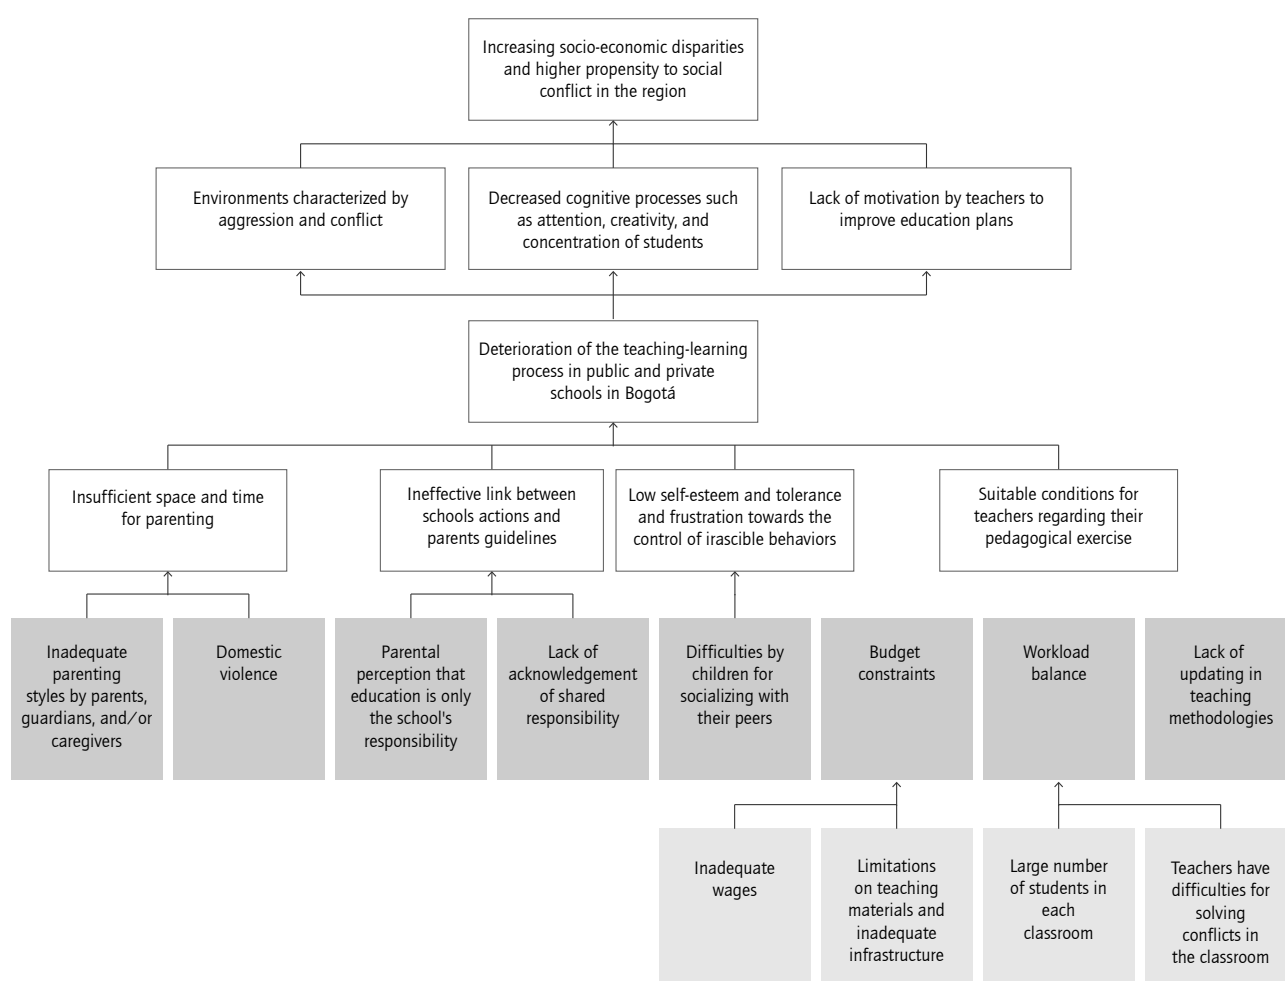 Increasing socio-economic disparities
and higher propensity to social
conflict in the region
Environments characterized by
aggression and conflict
Decreased cognitive processes such
as attention, creativity, and
concentration of students
Lack of motivation by teachers to
improve education plans
Deterioration of the teaching-learning
process in public and private
schools in Bogotá
Insufficient space and time
for parenting
Ineffective link between
schools actions and
parents guidelines
Low self-esteem and tolerance
and frustration towards the
control of irascible behaviors
Suitable conditions for
teachers regarding their
pedagogical exercise
Inadequate
parenting
styles by parents,
guardians, and/or
caregivers
Domestic
violence
Parental
perception that
education is only
the school's
responsibility
Lack of
acknowledgement
of shared
responsibility
Difficulties by
children for
socializing with
their peers
Budget
constraints
Workload
balance
Lack of
updating in
teaching
methodologies
Inadequate
wages
Limitations
on teaching
materials and
inadequate
infrastructure
Large number
of students in
each
classroom
Teachers have
difficulties for
solving
conflicts in
the classroom